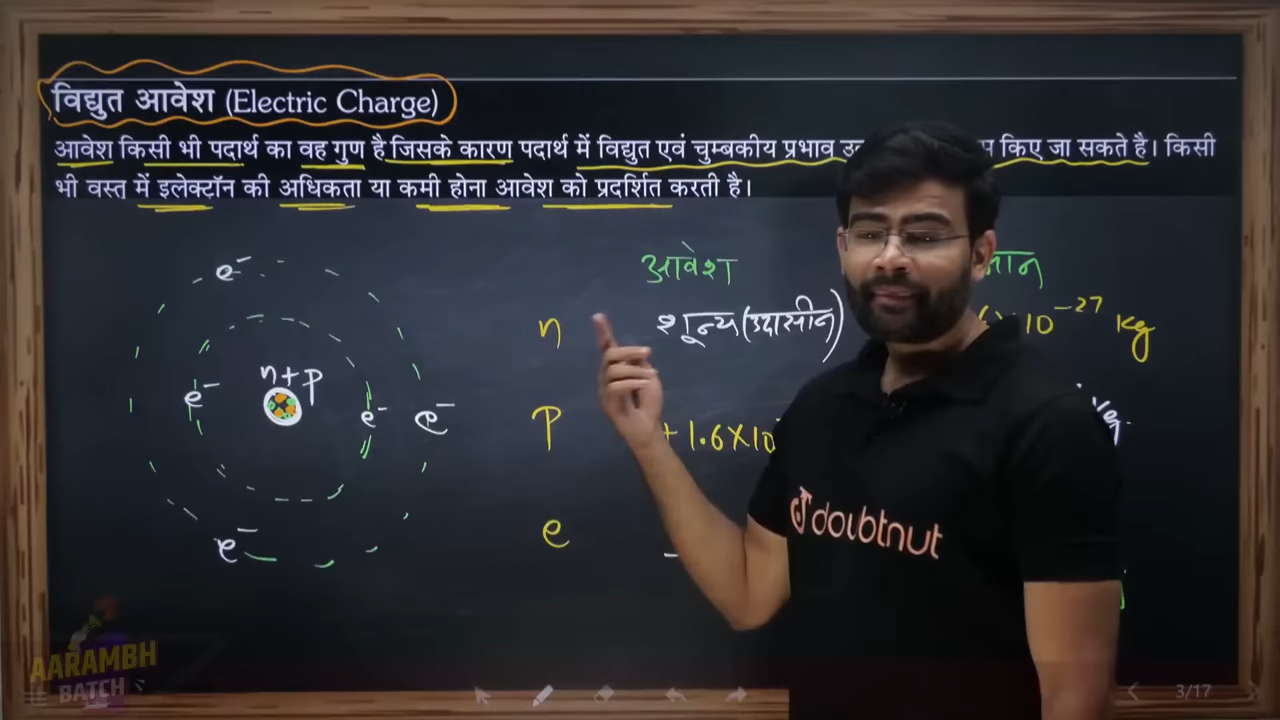 विद्युत आवेश (Electric Charge)
आवेश किसी भी पदार्थ का वह गुण है जिसके कारण पदार्थ में विद्युत एवं चुम्बकीय प्रभाव किए जा सकते है। किसी
भी वस्तु में इलेक्ट्रॉन की अधिकता या कमी होना आवेश को प्रदर्शित करती है।
e⁻
आवेश
n शून्य (उदासीन) ×10⁻²⁷ kg
n+p
e⁻ e⁻ e⁻
p + 1.6×10
e –
e⁻
doubtnut
AARAMBH
BATCH
3/17